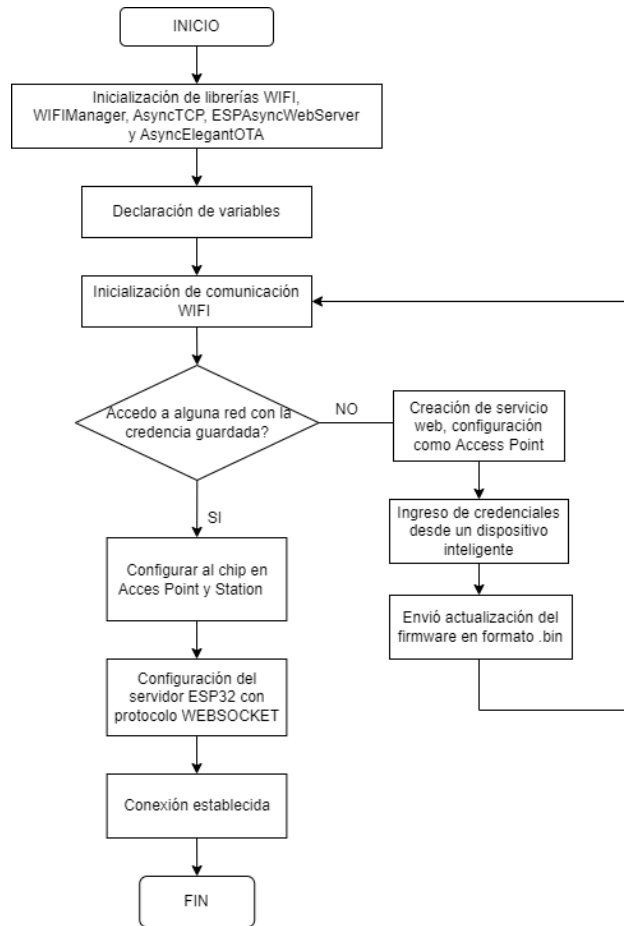 INICIO
Inicialización de librerías WIFI,
WIFIManager, AsyncTCP, ESPAsyncWebServer
y AsyncElegantOTA
Declaración de variables
Inicialización de comunicación
WIFI
Accedo a alguna red con la
credencia guardada?
NO
Creación de servicio
web, configuración
como Access Point
Ingreso de credenciales
desde un dispositivo
inteligente
Envió actualización del
firmware en formato .bin
SI
Configurar al chip en
Acces Point y Station
Configuración del
servidor ESP32 con
protocolo WEBSOCKET
Conexión establecida
FIN